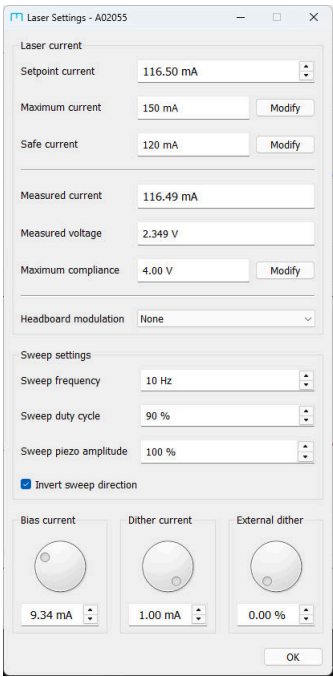 Laser Settings - A02055
Laser current
Setpoint current 116.50 mA
Maximum current 150 mA Modify
Safe current 120 mA Modify
Measured current 116.49 mA
Measured voltage 2.349 V
Maximum compliance 4.00 V Modify
Headboard modulation None
Sweep settings
Sweep frequency 10 Hz
Sweep duty cycle 90 %
Sweep piezo amplitude 100 %
Invert sweep direction
Bias current Dither current External dither
9.34 mA 1.00 mA 0.00 %
OK